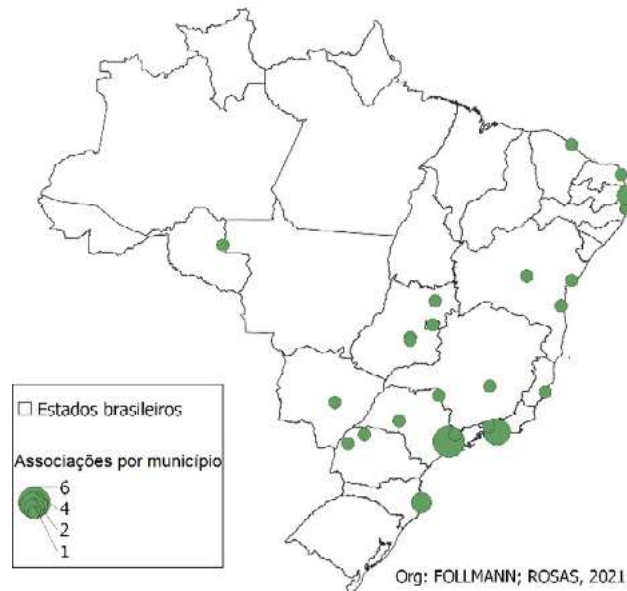 Estados brasileiros
Associações por município
6
4
2
1
Org: FOLLMANN; ROSAS, 2021